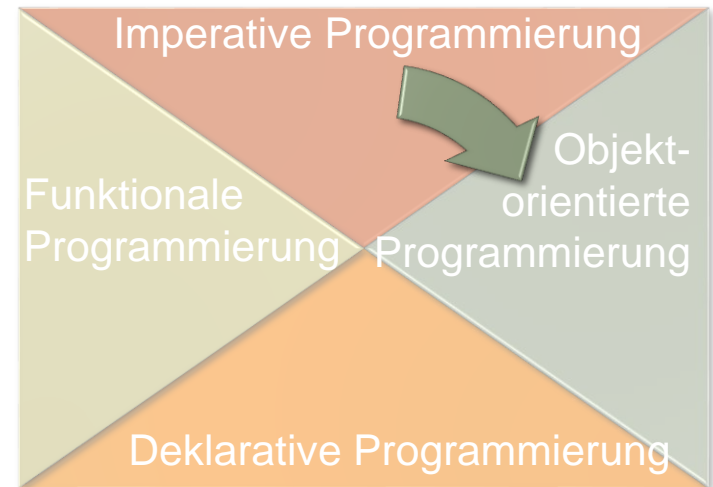 Imperative Programmierung
Objekt-
orientierte
Programmierung
Funktionale
Programmierung
Deklarative Programmierung